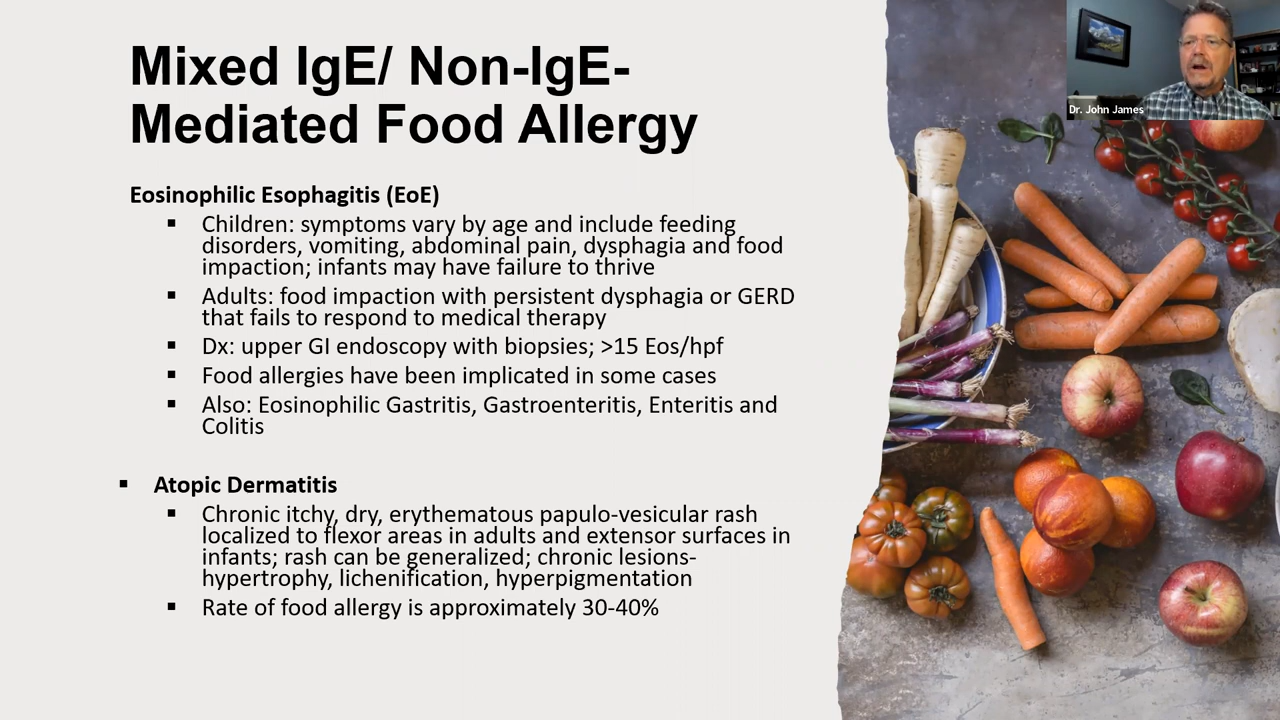 Mixed IgE/ Non-IgE-
Mediated Food Allergy
Dr. John James
Eosinophilic Esophagitis (EoE)
▪ Children: symptoms vary by age and include feeding
disorders, vomiting, abdominal pain, dysphagia and food
impaction; infants may have failure to thrive
▪ Adults: food impaction with persistent dysphagia or GERD
that fails to respond to medical therapy
▪ Dx: upper GI endoscopy with biopsies; >15 Eos/hpf
▪ Food allergies have been implicated in some cases
▪ Also: Eosinophilic Gastritis, Gastroenteritis, Enteritis and
Colitis
▪ Atopic Dermatitis
▪ Chronic itchy, dry, erythematous papulo-vesicular rash
localized to flexor areas in adults and extensor surfaces in
infants; rash can be generalized; chronic lesions-
hypertrophy, lichenification, hyperpigmentation
▪ Rate of food allergy is approximately 30-40%